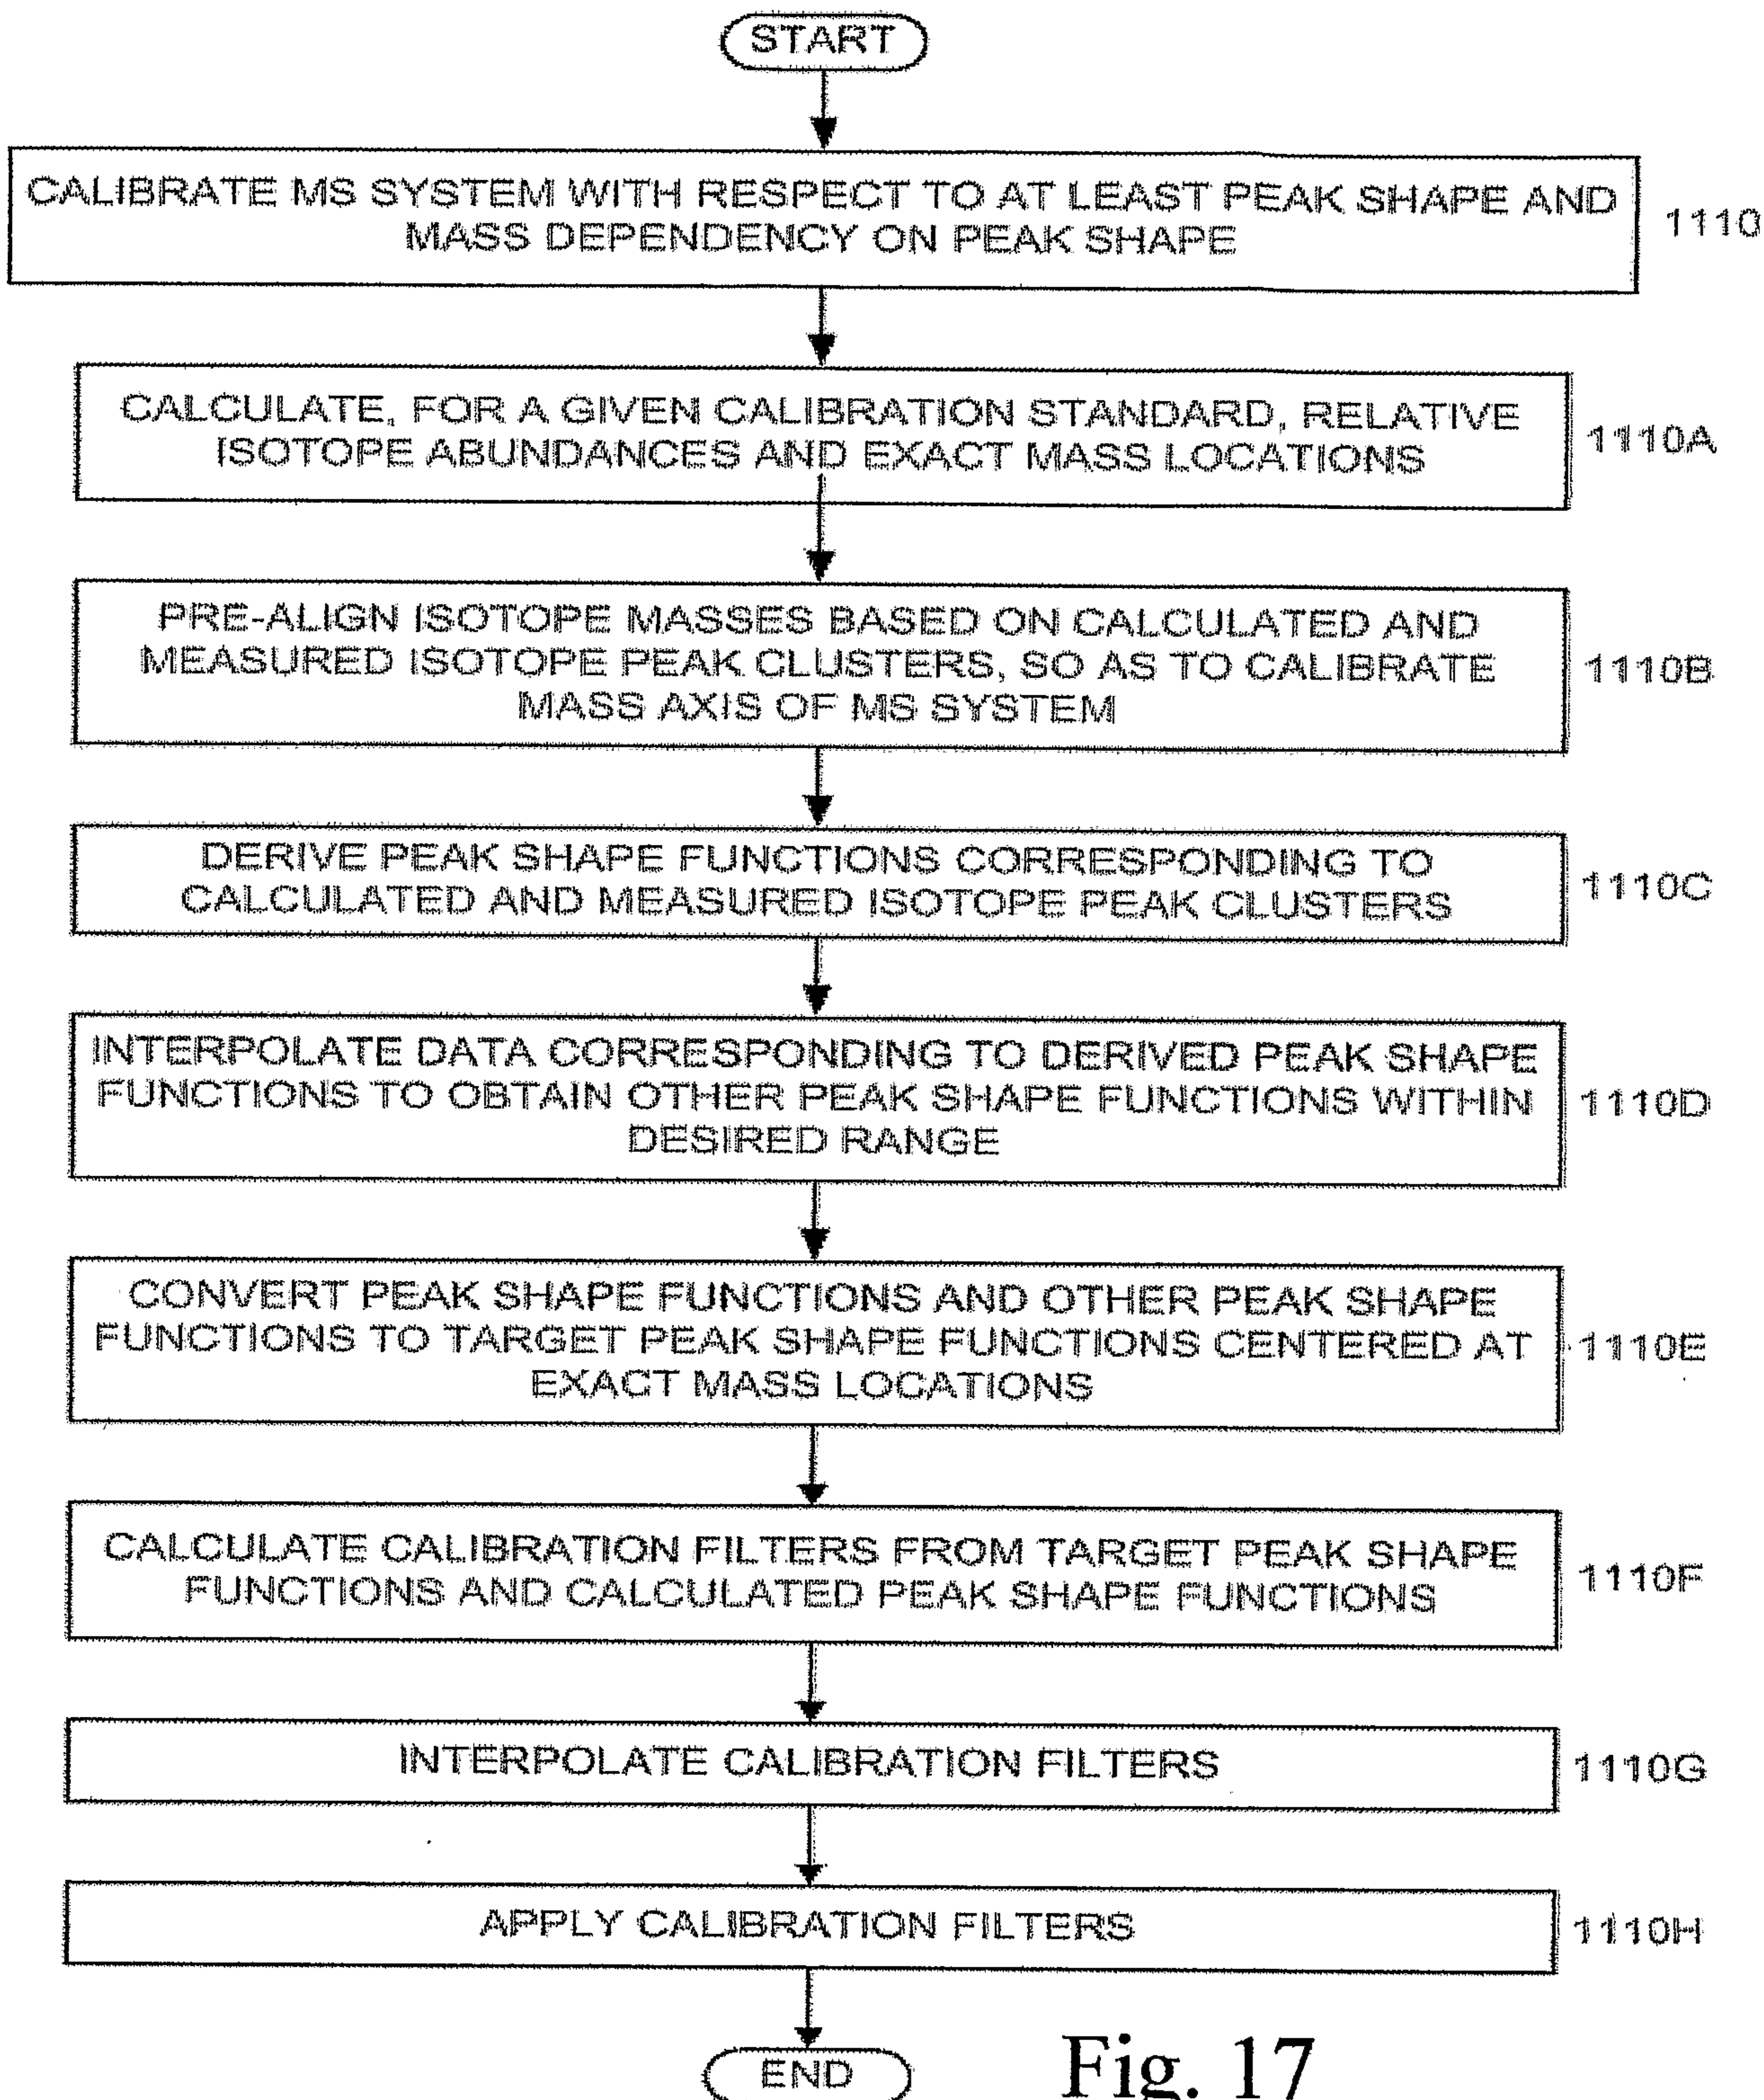 START
CALIBRATE MS SYSTEM WITH RESPECT TO AT LEAST PEAK SHAPE AND
MASS DEPENDENCY ON PEAK SHAPE
1110
CALCULATE, FOR A GIVEN CALIBRATION STANDARD, RELATIVE
ISOTOPE ABUNDANCES AND EXACT MASS LOCATIONS
1110A
PRE-ALIGN ISOTOPE MASSES BASED ON CALCULATED AND
MEASURED ISOTOPE PEAK CLUSTERS, SO AS TO CALIBRATE
MASS AXIS OF MS SYSTEM
1110B
DERIVE PEAK SHAPE FUNCTIONS CORRESPONDING TO
CALCULATED AND MEASURED ISOTOPE PEAK CLUSTERS
1110C
INTERPOLATE DATA CORRESPONDING TO DERIVED PEAK SHAPE
FUNCTIONS TO OBTAIN OTHER PEAK SHAPE FUNCTIONS WITHIN
DESIRED RANGE
1110D
CONVERT PEAK SHAPE FUNCTIONS AND OTHER PEAK SHAPE
FUNCTIONS TO TARGET PEAK SHAPE FUNCTIONS CENTERED AT
EXACT MASS LOCATIONS
1110E
CALCULATE CALIBRATION FILTERS FROM TARGET PEAK SHAPE
FUNCTIONS AND CALCULATED PEAK SHAPE FUNCTIONS
1110F
INTERPOLATE CALIBRATION FILTERS
1110G
APPLY CALIBRATION FILTERS
1110H
END
Fig. 17